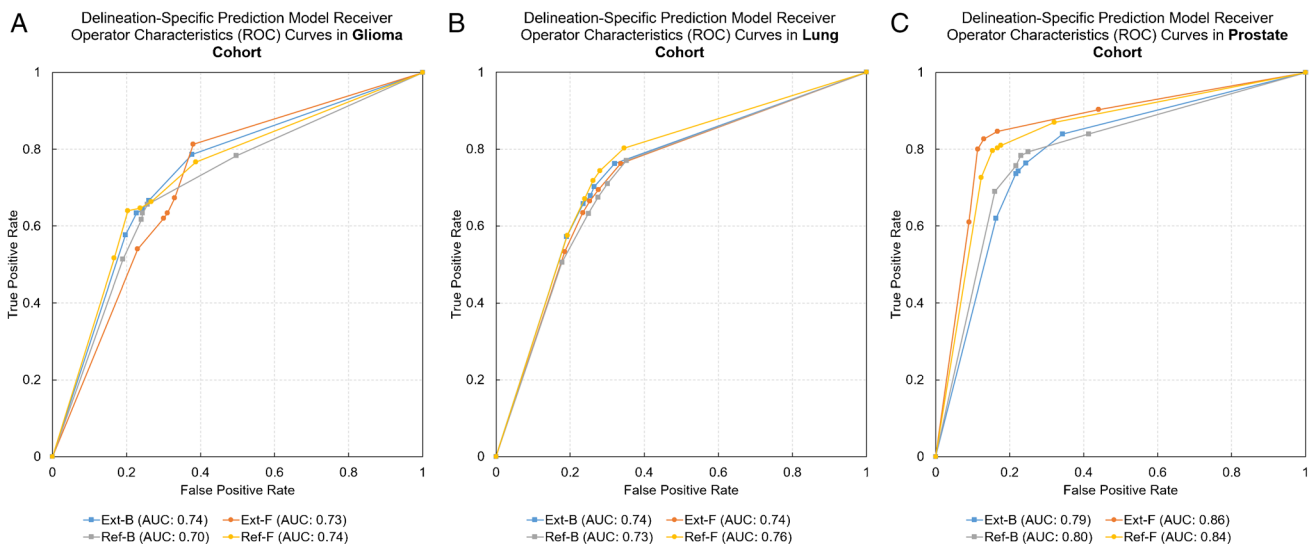 A
Delineation-Specific Prediction Model Receiver
Operator Characteristics (ROC) Curves in Glioma
Cohort
1
0.8
0.6
0.4
0.2
0
True Positive Rate
0
0.2
0.4
0.6
0.8
1
False Positive Rate
Ext-B (AUC: 0.74)
Ext-F (AUC: 0.73)
Ref-B (AUC: 0.70)
Ref-F (AUC: 0.74)
B
Delineation-Specific Prediction Model Receiver
Operator Characteristics (ROC) Curves in Lung
Cohort
1
0.8
0.6
0.4
0.2
0
True Positive Rate
0
0.2
0.4
0.6
0.8
1
False Positive Rate
Ext-B (AUC: 0.74)
Ext-F (AUC: 0.74)
Ref-B (AUC: 0.73)
Ref-F (AUC: 0.76)
C
Delineation-Specific Prediction Model Receiver
Operator Characteristics (ROC) Curves in Prostate
Cohort
1
0.8
0.6
0.4
0.2
0
True Positive Rate
0
0.2
0.4
0.6
0.8
1
False Positive Rate
Ext-B (AUC: 0.79)
Ext-F (AUC: 0.86)
Ref-B (AUC: 0.80)
Ref-F (AUC: 0.84)